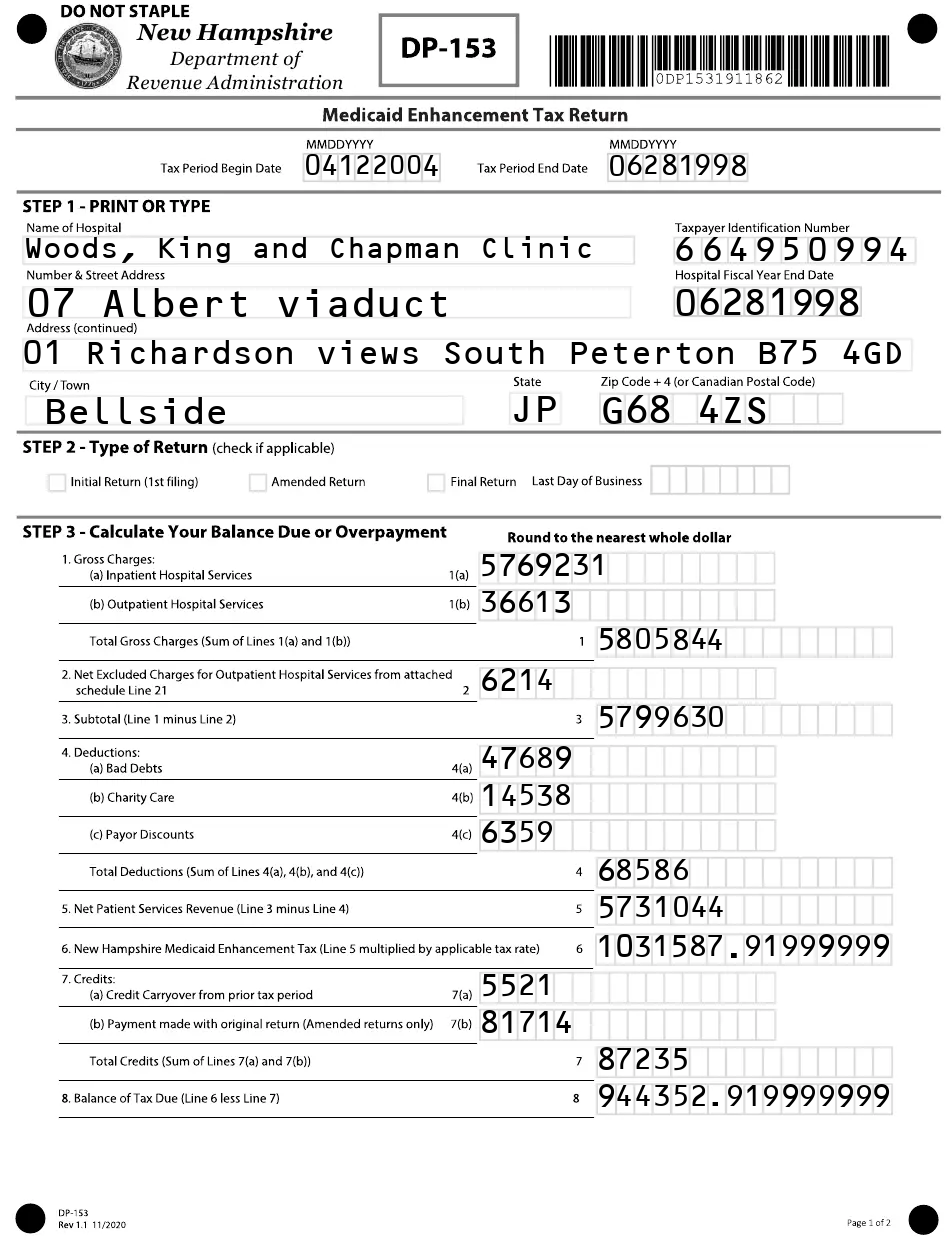 DO NOT STAPLE
New Hampshire
Department of
Revenue Administration
DP-153
0DP1531911862
Medicaid Enhancement Tax Return
MMDDYYYY MMDDYYYY
Tax Period Begin Date 04122004 Tax Period End Date 06281998
STEP 1 - PRINT OR TYPE
Name of Hospital Taxpayer Identification Number
Woods, King and Chapman Clinic 664950994
Number & Street Address Hospital Fiscal Year End Date
07 Albert viaduct 06281998
Address (continued)
01 Richardson views South Peterton B75 4GD
City / Town State Zip Code + 4 (or Canadian Postal Code)
Bellside JP G68 4ZS
STEP 2 - Type of Return (check if applicable)
Initial Return (1st filing) Amended Return Final Return Last Day of Business
STEP 3 - Calculate Your Balance Due or Overpayment Round to the nearest whole dollar
1. Gross Charges:
(a) Inpatient Hospital Services 1(a) 5769231
(b) Outpatient Hospital Services 1(b) 36613
Total Gross Charges (Sum of Lines 1(a) and 1(b)) 1 5805844
2. Net Excluded Charges for Outpatient Hospital Services from attached
schedule Line 21 2 6214
3. Subtotal (Line 1 minus Line 2) 3 5799630
4. Deductions:
(a) Bad Debts 4(a) 47689
(b) Charity Care 4(b) 14538
(c) Payor Discounts 4(c) 6359
Total Deductions (Sum of Lines 4(a), 4(b), and 4(c)) 4 68586
5. Net Patient Services Revenue (Line 3 minus Line 4) 5 5731044
6. New Hampshire Medicaid Enhancement Tax (Line 5 multiplied by applicable tax rate) 6 1031587.91999999
7. Credits:
(a) Credit Carryover from prior tax period 7(a) 5521
(b) Payment made with original return (Amended returns only) 7(b) 81714
Total Credits (Sum of Lines 7(a) and 7(b)) 7 87235
8. Balance of Tax Due (Line 6 less Line 7) 8 944352.919999999
DP-153
Rev 1.1 11/2020
Page 1 of 2